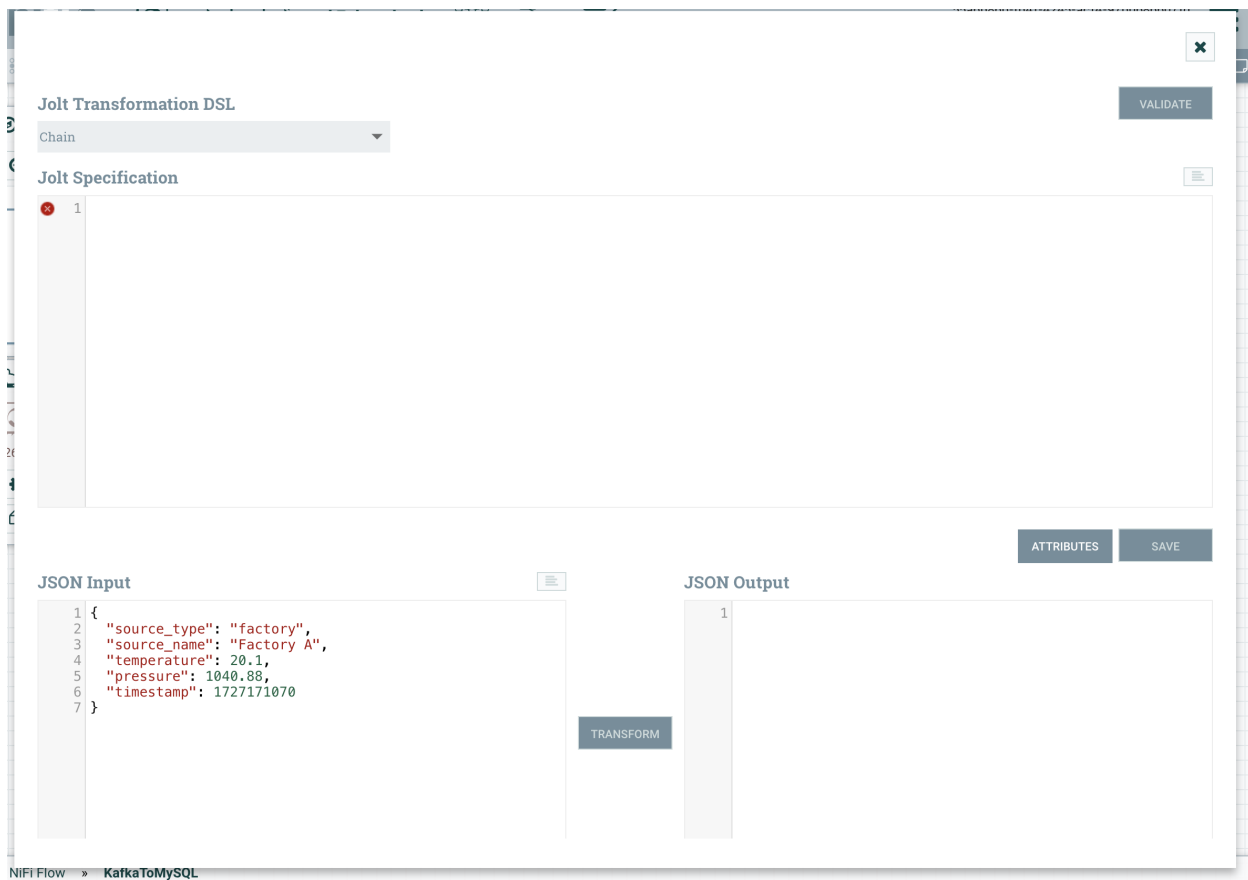 Jolt Transformation DSL
VALIDATE
Chain
Jolt Specification
1
ATTRIBUTES
SAVE
JSON Input
JSON Output
1 {
2 "source_type": "factory",
3 "source_name": "Factory A",
4 "temperature": 20.1,
5 "pressure": 1040.88,
6 "timestamp": 1727171070
7 }
1
TRANSFORM
NiFi Flow » KafkaToMySQL